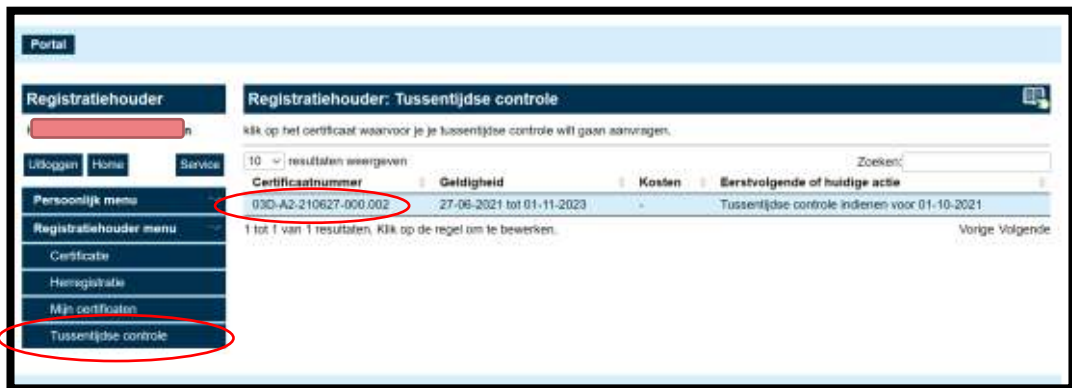 Portal
Registratiehouder
n
Uitloggen Home Service
Persoonlijk menu
Registratiehouder menu
Certificatie
Herregistratie
Mijn certificaten
Tussentijdse controle
Registratiehouder: Tussentijdse controle
klik op het certificaat waarvoor je je tussentijdse controle wilt gaan aanvragen.
10 resultaten weergeven Zoeken:
Certificaatnummer Geldigheid Kosten Eerstvolgende of huidige actie
03D-A2-210627-000.002 27-06-2021 tot 01-11-2023 - Tussentijdse controle indienen voor 01-10-2021
1 tot 1 van 1 resultaten. Klik op de regel om te bewerken. Vorige Volgende